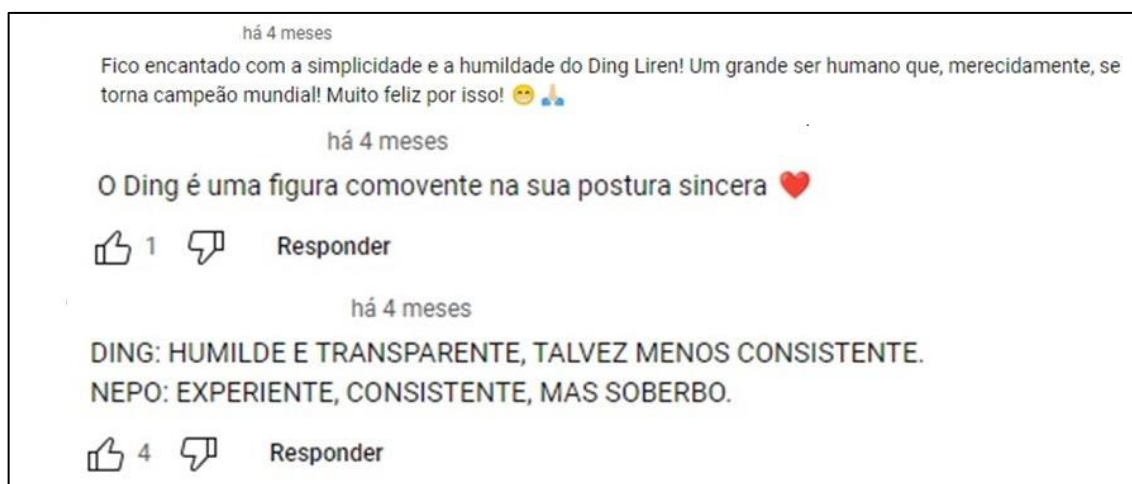 há 4 meses
Fico encantado com a simplicidade e a humildade do Ding Liren! Um grande ser humano que, merecidamente, se
torna campeão mundial! Muito feliz por isso! 😁🙏🏼
há 4 meses
O Ding é uma figura comovente na sua postura sincera ❤️
1 Responder
há 4 meses
DING: HUMILDE E TRANSPARENTE, TALVEZ MENOS CONSISTENTE.
NEPO: EXPERIENTE, CONSISTENTE, MAS SOBERBO.
4 Responder